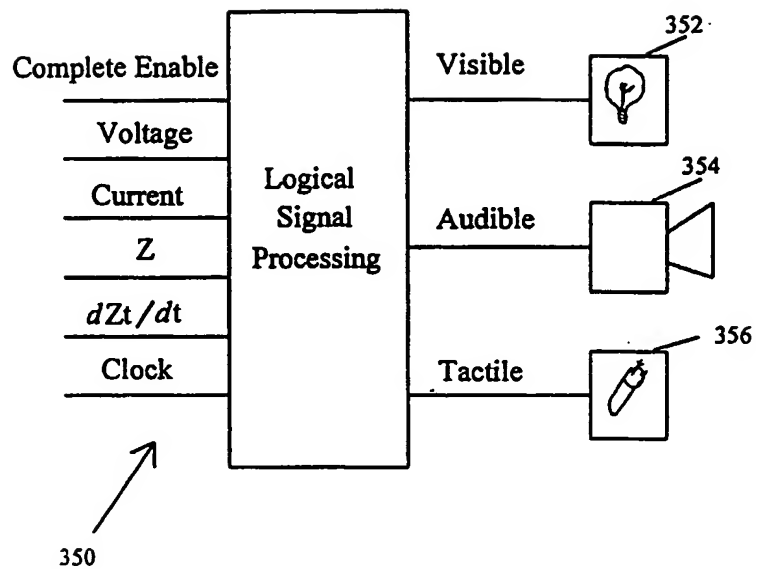 Complete Enable
Voltage
Current
Z
dZt/dt
Clock
350
Logical
Signal
Processing
Visible
352
Audible
354
Tactile
356